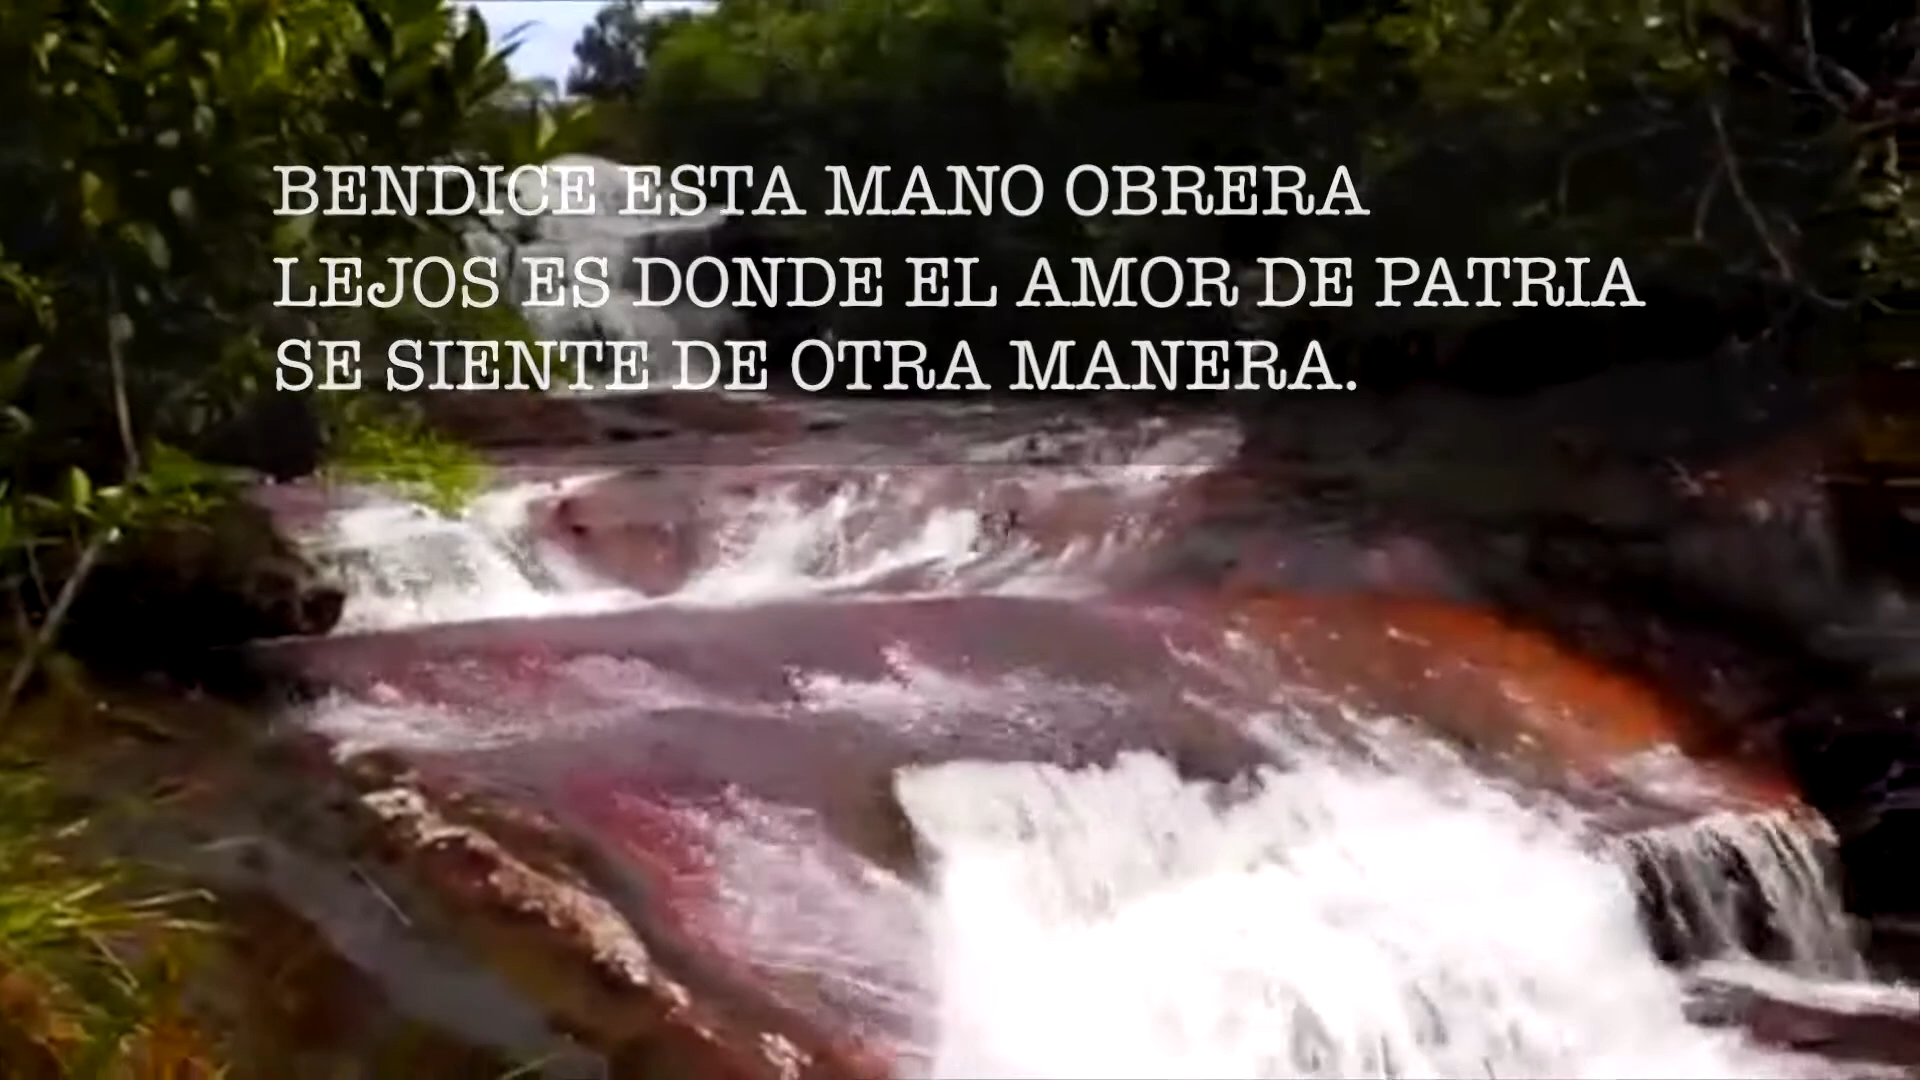 BENDICE ESTA MANO OBRERA
LEJOS ES DONDE EL AMOR DE PATRIA
SE SIENTE DE OTRA MANERA.